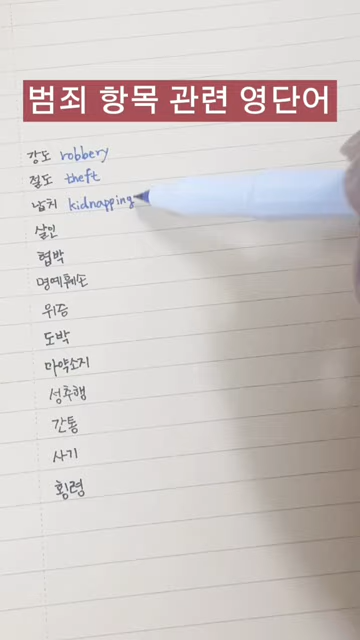 범죄 항목 관련 영단어
강도 robbery
절도 theft
납치 kidnapping
살인
협박
명예훼손
위증
도박
마약소지
성추행
간통
사기
횡령